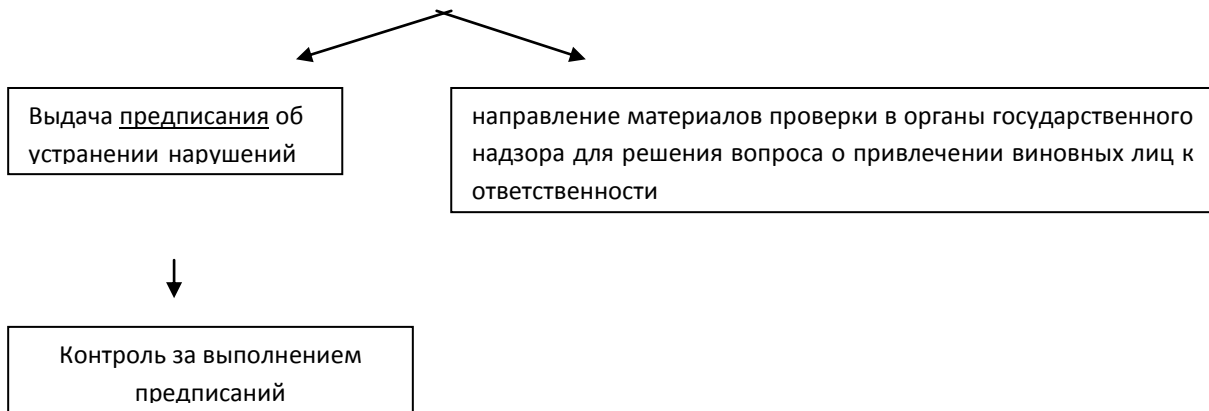 Выдача предписания об
устранении нарушений
направление материалов проверки в органы государственного
надзора для решения вопроса о привлечении виновных лиц к
ответственности
Контроль за выполнением
предписаний